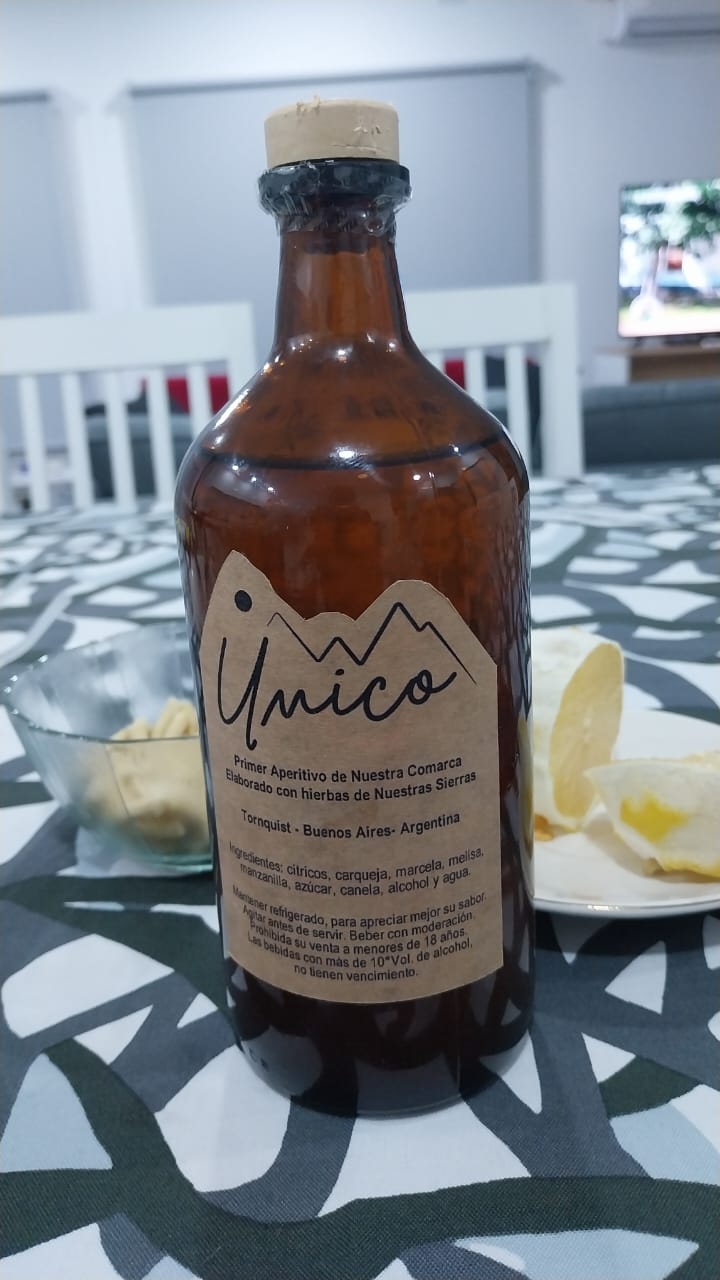 Único
Primer Aperitivo de Nuestra Comarca
Elaborado con hierbas de Nuestras Sierras
Tornquist - Buenos Aires- Argentina
Ingredientes: cítricos, carqueja, marcela, melisa,
manzanilla, azúcar, canela, alcohol y agua.
Mantener refrigerado, para apreciar mejor su sabor.
Agitar antes de servir. Beber con moderación.
Prohibida su venta a menores de 18 años.
Las bebidas con más de 10°Vol. de alcohol,
no tienen vencimiento.